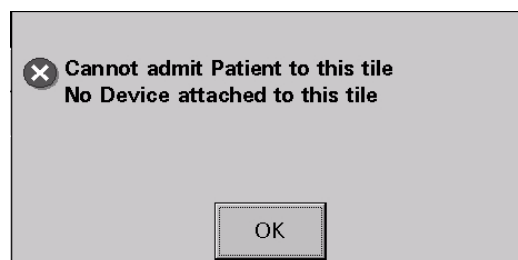 Cannot admit Patient to this tile
No Device attached to this tile
OK